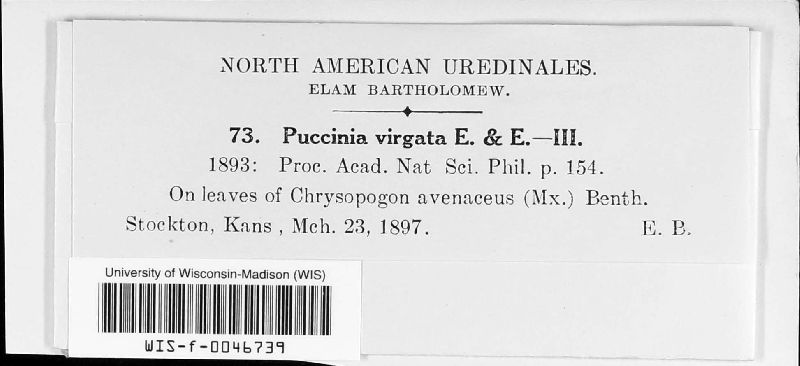 NORTH AMERICAN UREDINALES.
ELAM BARTHOLOMEW.
73. Puccinia virgata E. & E.—III.
1893: Proc. Acad. Nat Sci. Phil. p. 154.
On leaves of Chrysopogon avenaceus (Mx.) Benth.
Stockton, Kans , Mch. 23, 1897. E. B.
University of Wisconsin-Madison (WIS)
WIS-f-0046739